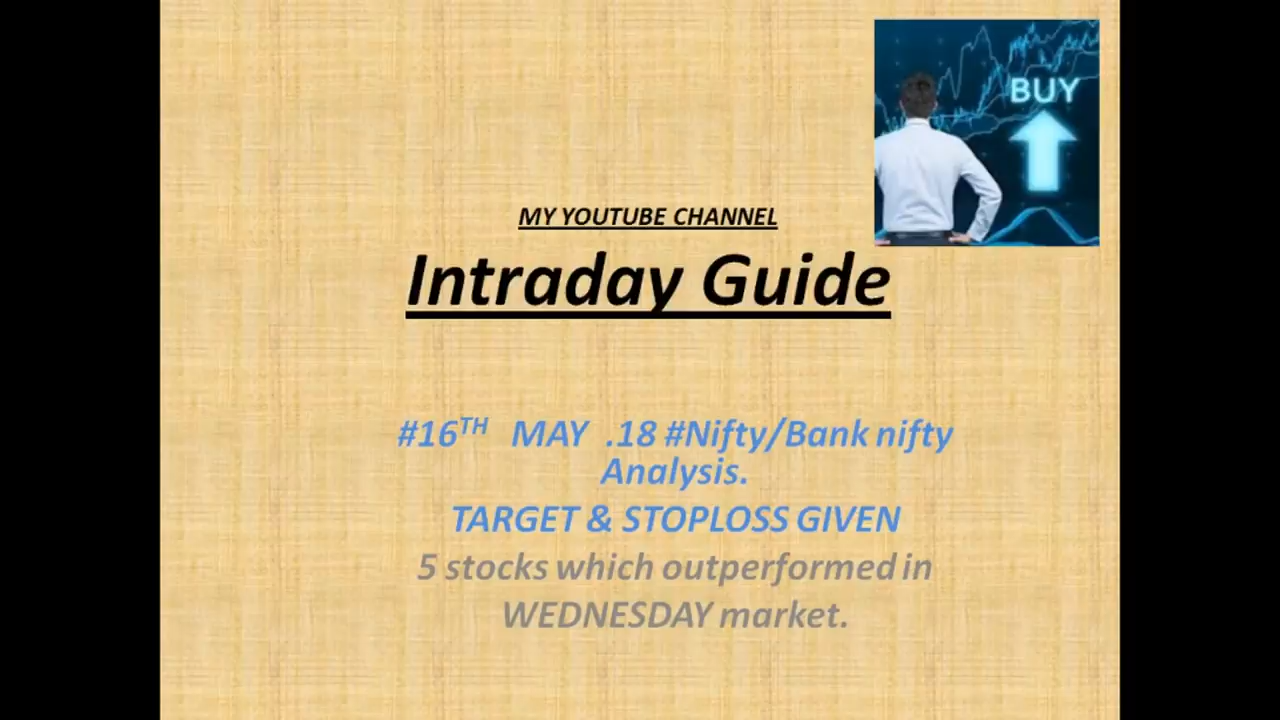 BUY
MY YOUTUBE CHANNEL
Intraday Guide
#16TH MAY .18 #Nifty/Bank nifty
Analysis.
TARGET & STOPLOSS GIVEN
5 stocks which outperformed in
WEDNESDAY market.